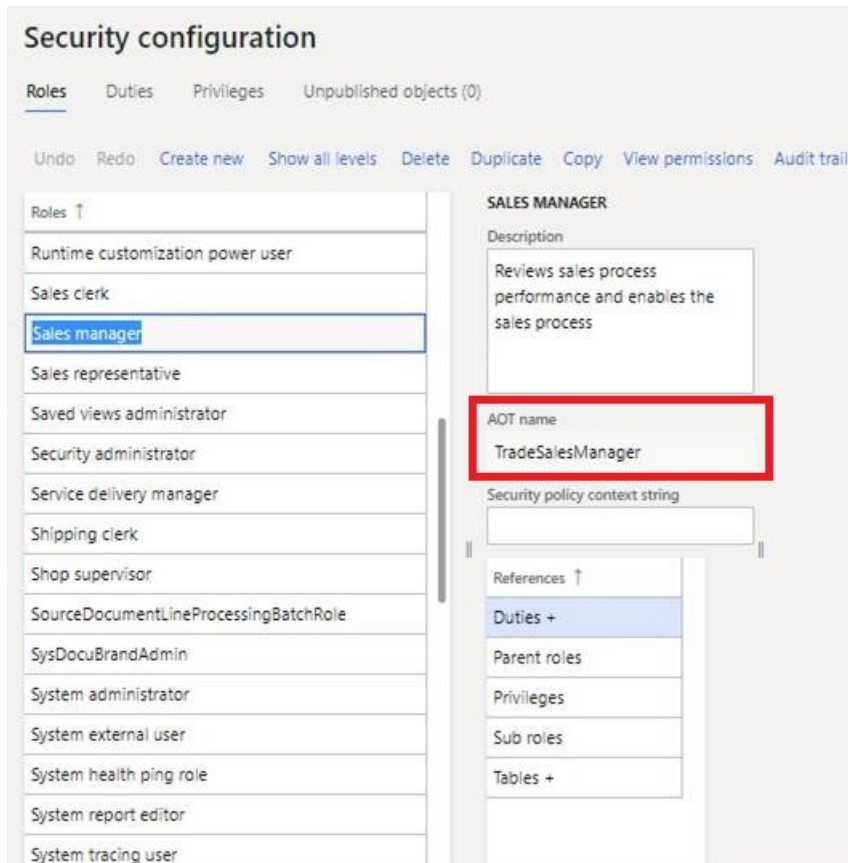 Security configuration
Roles Duties Privileges Unpublished objects (0)
Undo Redo Create new Show all levels Delete Duplicate Copy View permissions Audit trail
Roles ↑
Runtime customization power user
Sales clerk
Sales manager
Sales representative
Saved views administrator
Security administrator
Service delivery manager
Shipping clerk
Shop supervisor
SourceDocumentLineProcessingBatchRole
SysDocuBrandAdmin
System administrator
System external user
System health ping role
System report editor
System tracing user
SALES MANAGER
Description
Reviews sales process
performance and enables the
sales process
AOT name
TradeSalesManager
Security policy context string
References ↑
Duties +
Parent roles
Privileges
Sub roles
Tables +